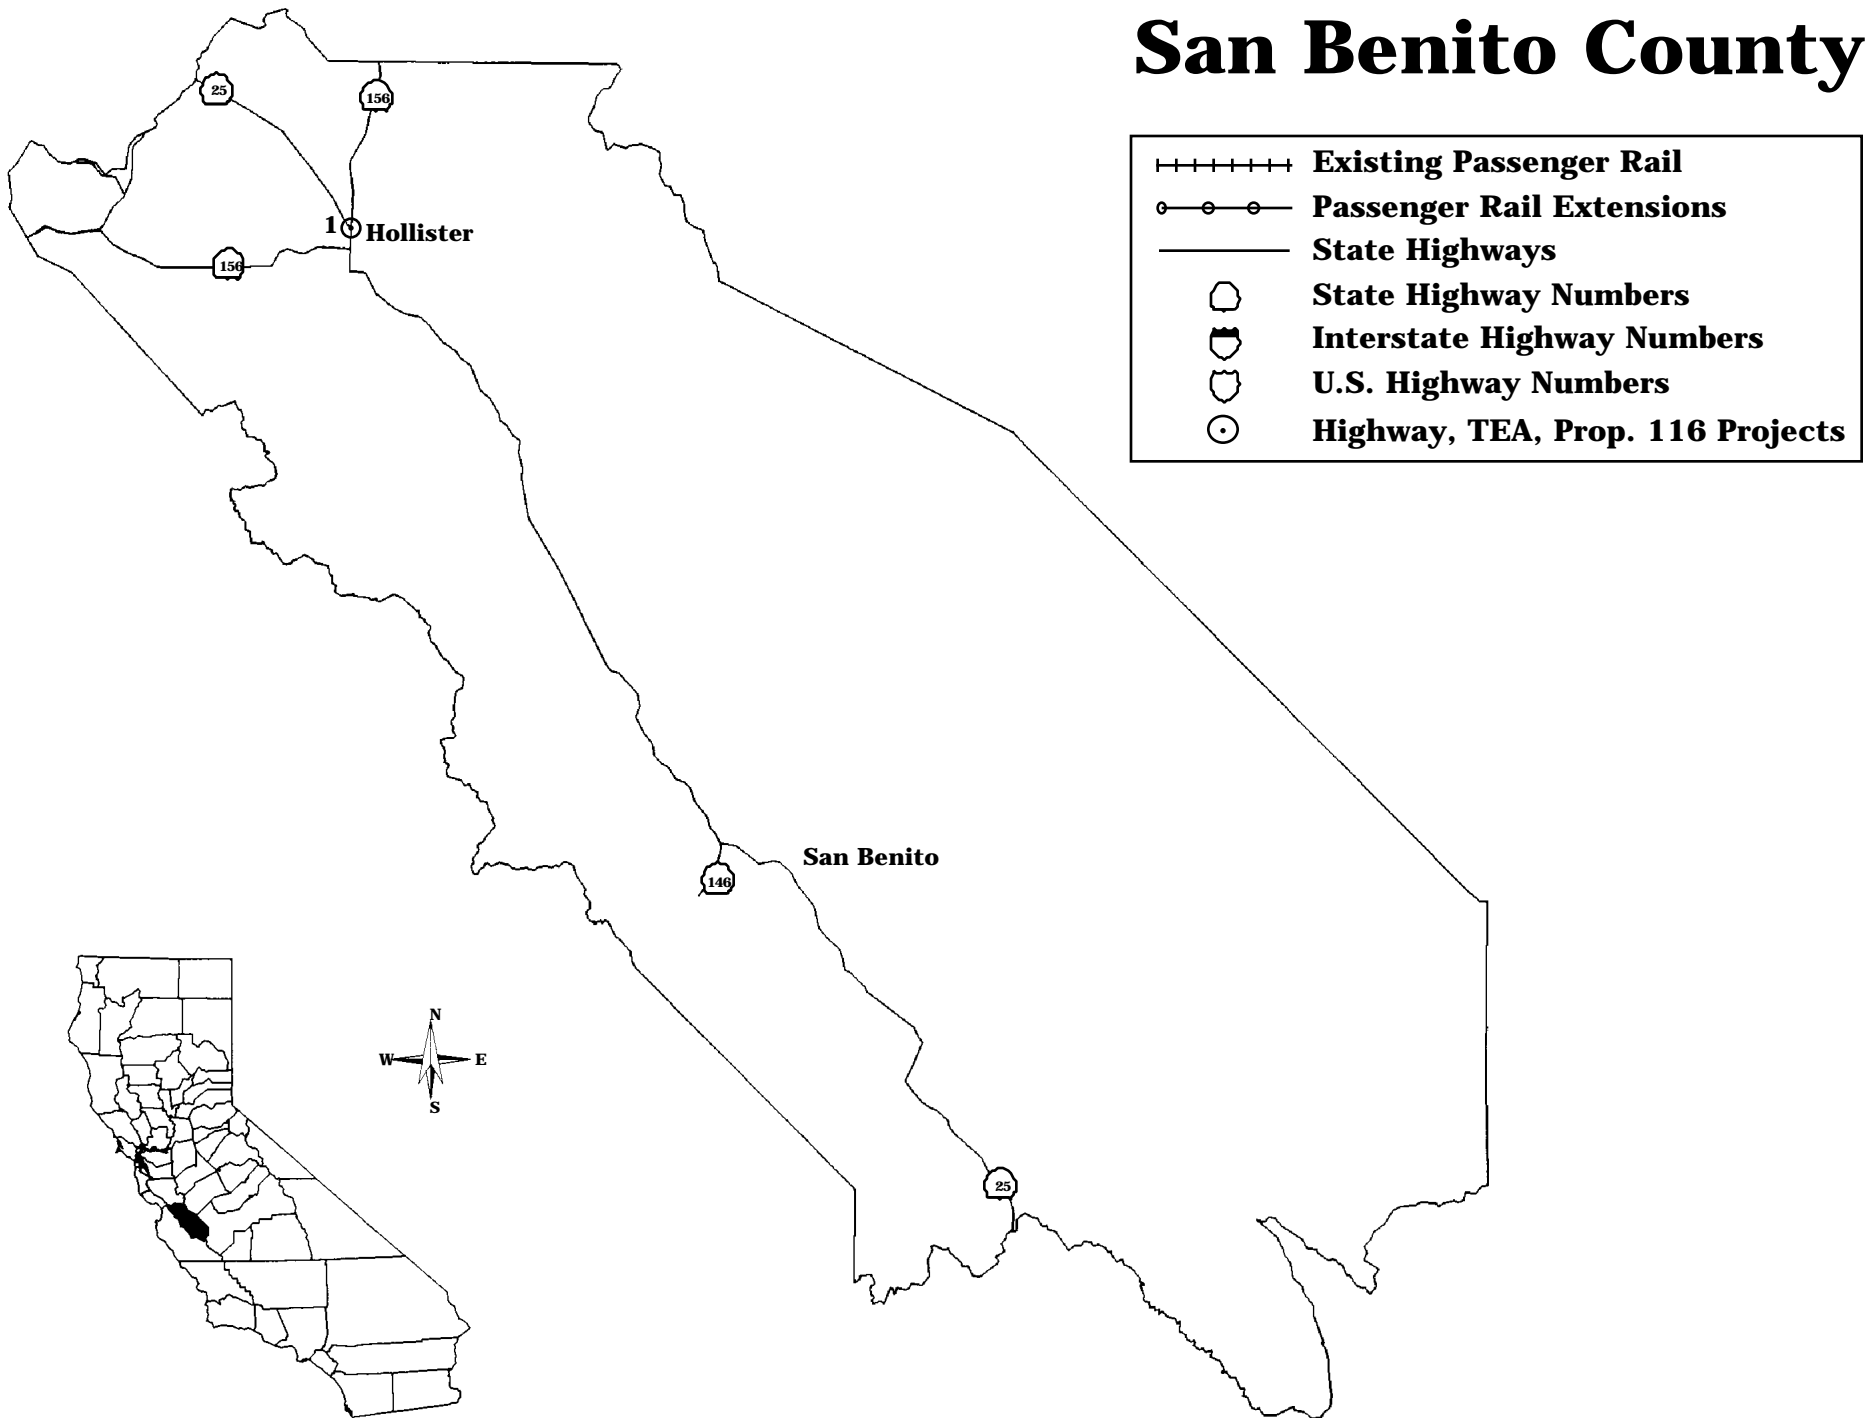 San Benito County
25
156
Existing Passenger Rail
Passenger Rail Extensions
State Highways
State Highway Numbers
Interstate Highway Numbers
U.S. Highway Numbers
Highway, TEA, Prop. 116 Projects
1 Hollister
156
San Benito
146
N
W E
S
25